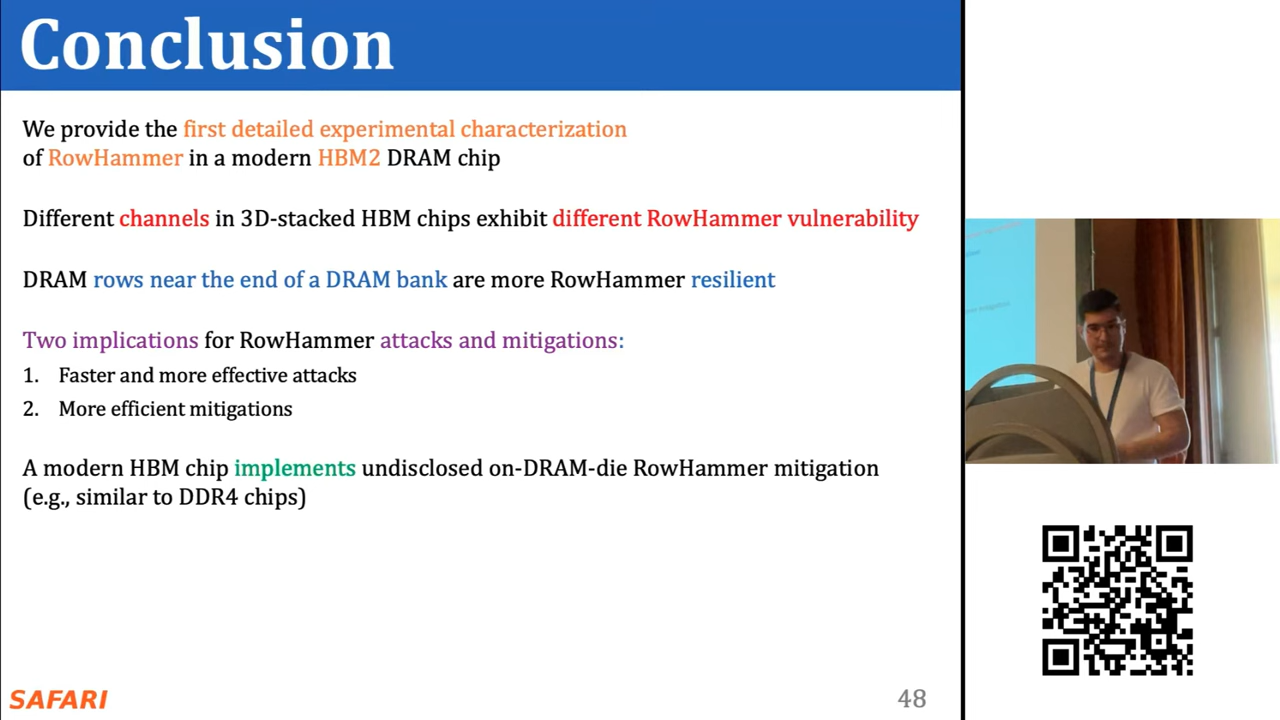 Conclusion
We provide the first detailed experimental characterization
of RowHammer in a modern HBM2 DRAM chip
Different channels in 3D-stacked HBM chips exhibit different RowHammer vulnerability
DRAM rows near the end of a DRAM bank are more RowHammer resilient
Two implications for RowHammer attacks and mitigations:
1. Faster and more effective attacks
2. More efficient mitigations
A modern HBM chip implements undisclosed on-DRAM-die RowHammer mitigation
(e.g., similar to DDR4 chips)
SAFARI
48